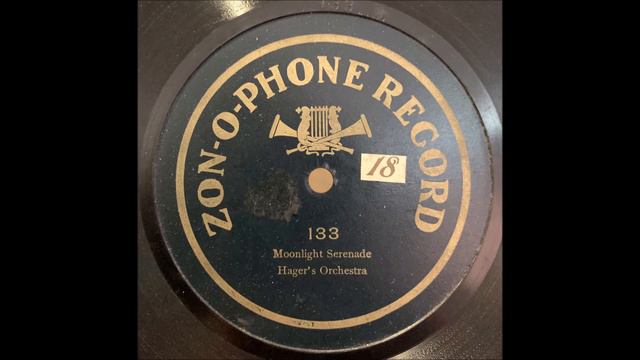 ZON-O-PHONE RECORD
18
133
Moonlight Serenade
Hager's Orchestra